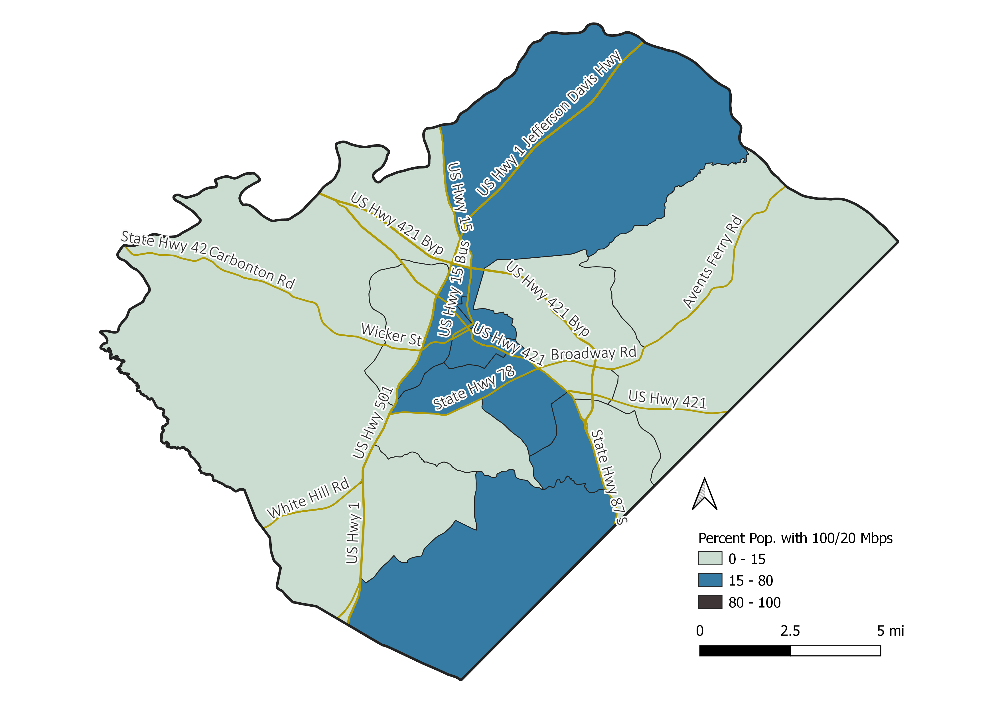 US Hwy 1 Jefferson Davis Hwy
US Hwy 15
US Hwy 421 Byp
State Hwy 42
Carbonton Rd
US Hwy 15 Bus
US Hwy 421 Byp
Avents Ferry Rd
Wicker St
US Hwy 421
Broadway Rd
State Hwy 78
US Hwy 501
US Hwy 421
State Hwy 87 S
White Hill Rd
US Hwy 1
Percent Pop. with 100/20 Mbps
0 - 15
15 - 80
80 - 100
0 2.5 5 mi